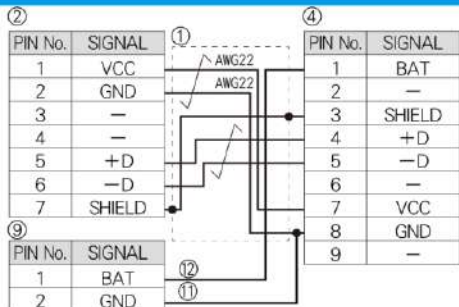 ②
PIN No. SIGNAL
1 VCC
2 GND
3 —
4 —
5 +D
6 —D
7 SHIELD
①
AWG22
AWG22
④
PIN No. SIGNAL
1 BAT
2 —
3 SHIELD
4 +D
5 —D
6 —
7 VCC
8 GND
9 —
⑨
PIN No. SIGNAL
1 BAT
2 GND
⑫
⑪